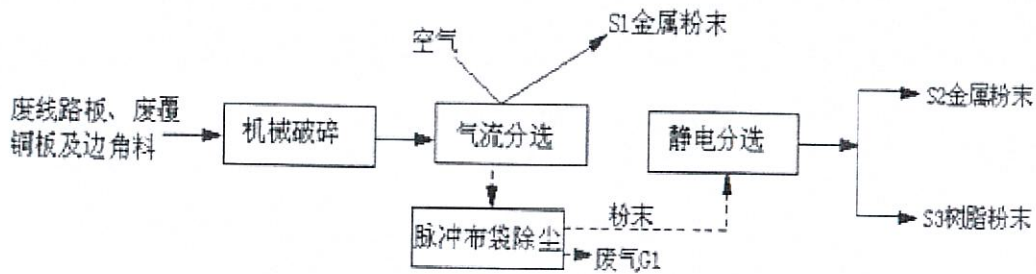 空气
S1金属粉末
废线路板、废覆
铜板及边角料
机械破碎
气流分选
静电分选
S2金属粉末
S3树脂粉末
脉冲布袋除尘
粉末
废气G1